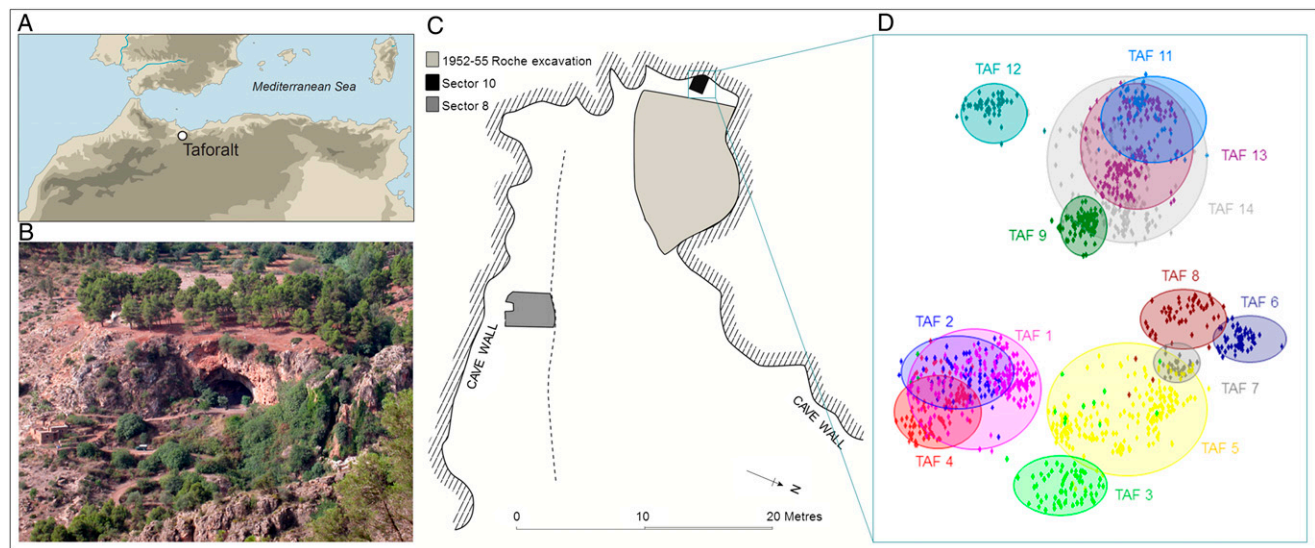 A
Mediterranean Sea
Taforalt
B
C
1952-55 Roche excavation
Sector 10
Sector 8
CAVE WALL
CAVE WALL
N
0 10 20 Metres
D
TAF 11
TAF 12
TAF 13
TAF 14
TAF 9
TAF 8
TAF 6
TAF 2
TAF 1
TAF 7
TAF 4
TAF 5
TAF 3